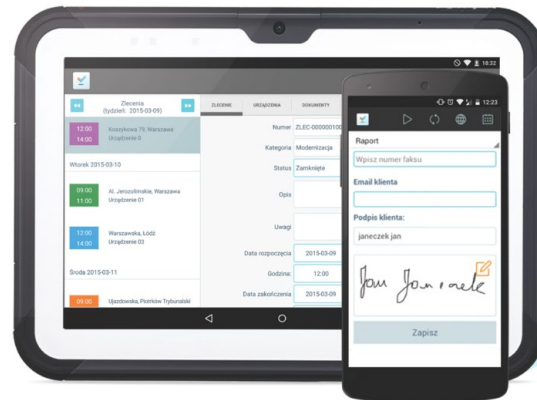 18:32
Zlecenia
(tydzień: 2015-03-09)
12:00
14:00
Koszykowa 79, Warszawa
Urządzenie 0
Wtorek 2015-03-10
09:00
11:00
Al. Jerozolimskie, Warszawa
Urządzenie 01
12:00
14:00
Warszawska, Łódź
Urządzenie 03
Środa 2015-03-11
09:00
Ujazdowska, Piotrków Trybunalski
ZLECENIE URZĄDZENIA DOKUMENTY
Numer ZLEC-000000100
Kategoria Modernizacja
Status Zamknięte
Opis
Uwagi
Data rozpoczęcia 2015-03-09
Godzina: 12:00
Data zakończenia 2015-03-09
12:23
Raport
Wpisz numer faksu
Email klienta
Podpis klienta:
janeczek jan
Zapisz